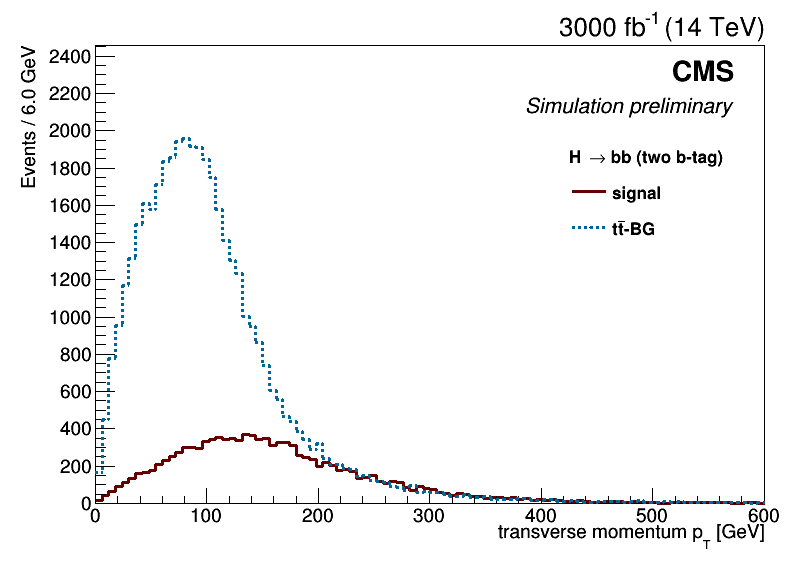 3000 fb-1 (14 TeV)
Events / 6.0 GeV
2400
2200
2000
1800
1600
1400
1200
1000
800
600
400
200
0
CMS
Simulation preliminary
H → bb (two b-tag)
signal
tt̄-BG
0 100 200 300 400 500 600
transverse momentum pT [GeV]